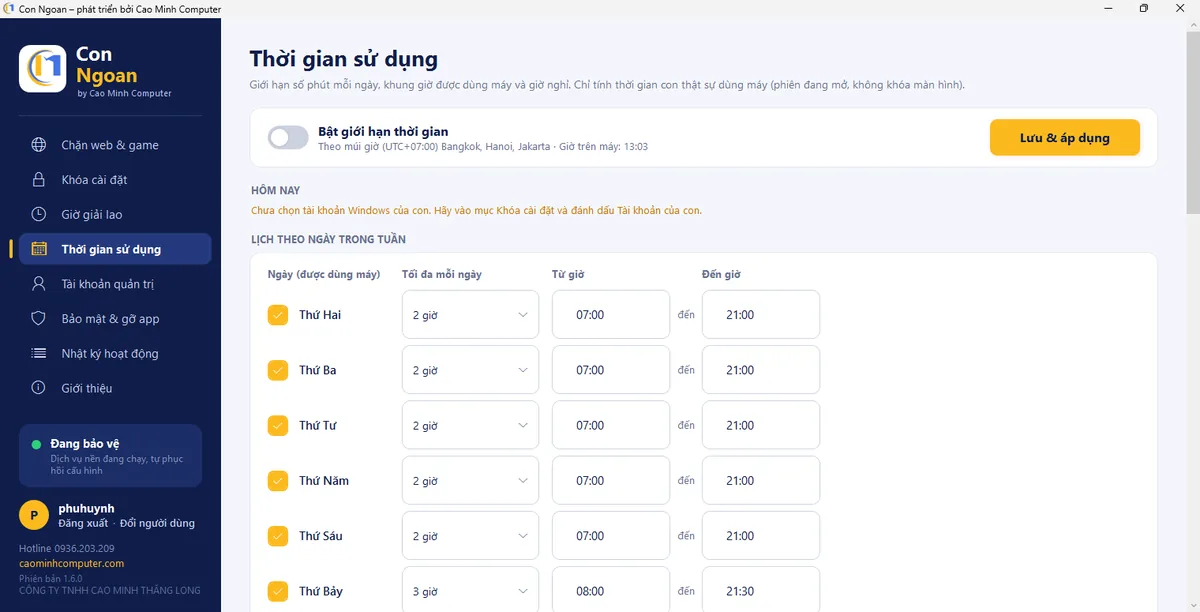 Con Ngoan – phát triển bởi Cao Minh Computer
Con
Ngoan
by Cao Minh Computer
Chặn web & game
Khóa cài đặt
Giờ giải lao
Thời gian sử dụng
Tài khoản quản trị
Bảo mật & gỡ app
Nhật ký hoạt động
Giới thiệu
Đang bảo vệ
Dịch vụ nền đang chạy, tự phục
hồi cấu hình
P
phuhuynh
Đăng xuất · Đổi người dùng
Hotline 0936.203.209
caominhcomputer.com
Phiên bản 1.6.0
CÔNG TY TNHH CAO MINH THĂNG LONG
Thời gian sử dụng
Giới hạn số phút mỗi ngày, khung giờ được dùng máy và giờ nghỉ. Chỉ tính thời gian con thật sự dùng máy (phiên đang mở, không khóa màn hình).
Bật giới hạn thời gian
Theo múi giờ (UTC+07:00) Bangkok, Hanoi, Jakarta · Giờ trên máy: 13:03
Lưu & áp dụng
HÔM NAY
Chưa chọn tài khoản Windows của con. Hãy vào mục Khóa cài đặt và đánh dấu Tài khoản của con.
LỊCH THEO NGÀY TRONG TUẦN
Ngày (được dùng máy) Tối đa mỗi ngày Từ giờ Đến giờ
Thứ Hai 2 giờ 07:00 đến 21:00
Thứ Ba 2 giờ 07:00 đến 21:00
Thứ Tư 2 giờ 07:00 đến 21:00
Thứ Năm 2 giờ 07:00 đến 21:00
Thứ Sáu 2 giờ 07:00 đến 21:00
Thứ Bảy 3 giờ 08:00 đến 21:30